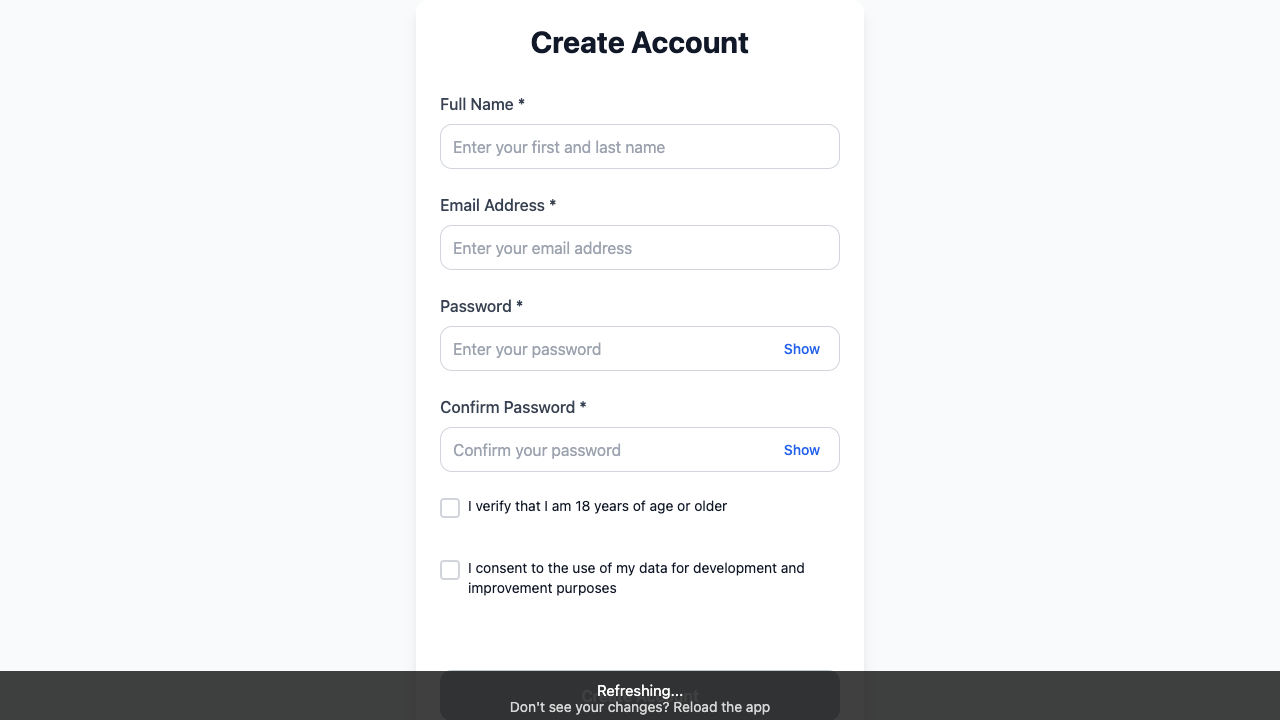 Create Account
Full Name *
Enter your first and last name
Email Address *
Enter your email address
Password *
Enter your password
Show
Confirm Password *
Confirm your password
Show
I verify that I am 18 years of age or older
I consent to the use of my data for development and
improvement purposes
Refreshing...
Don't see your changes? Reload the app